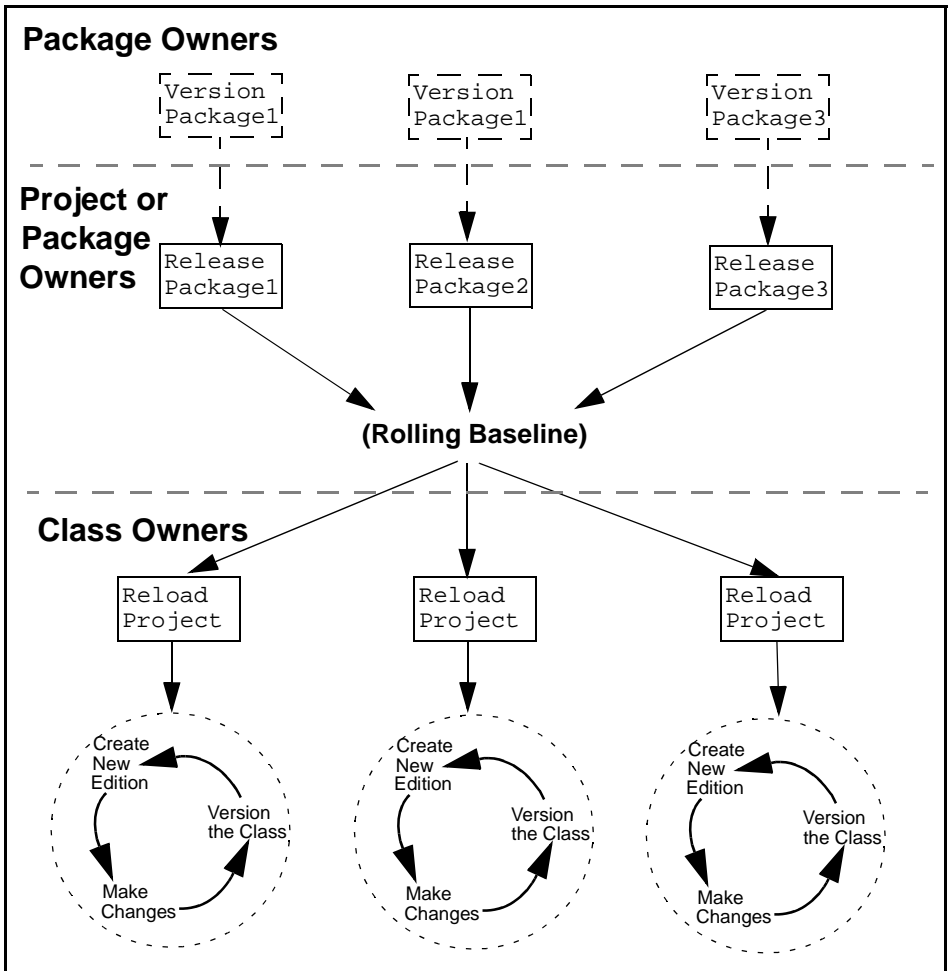 Package Owners
Version
Package1
Version
Package1
Version
Package3
Project or
Package
Owners
Release
Package1
Release
Package2
Release
Package3
(Rolling Baseline)
Class Owners
Reload
Project
Reload
Project
Reload
Project
Create
New
Edition
Version
the Class
Make
Changes
Create
New
Edition
Version
the Class
Make
Changes
Create
New
Edition
Version
the Class
Make
Changes